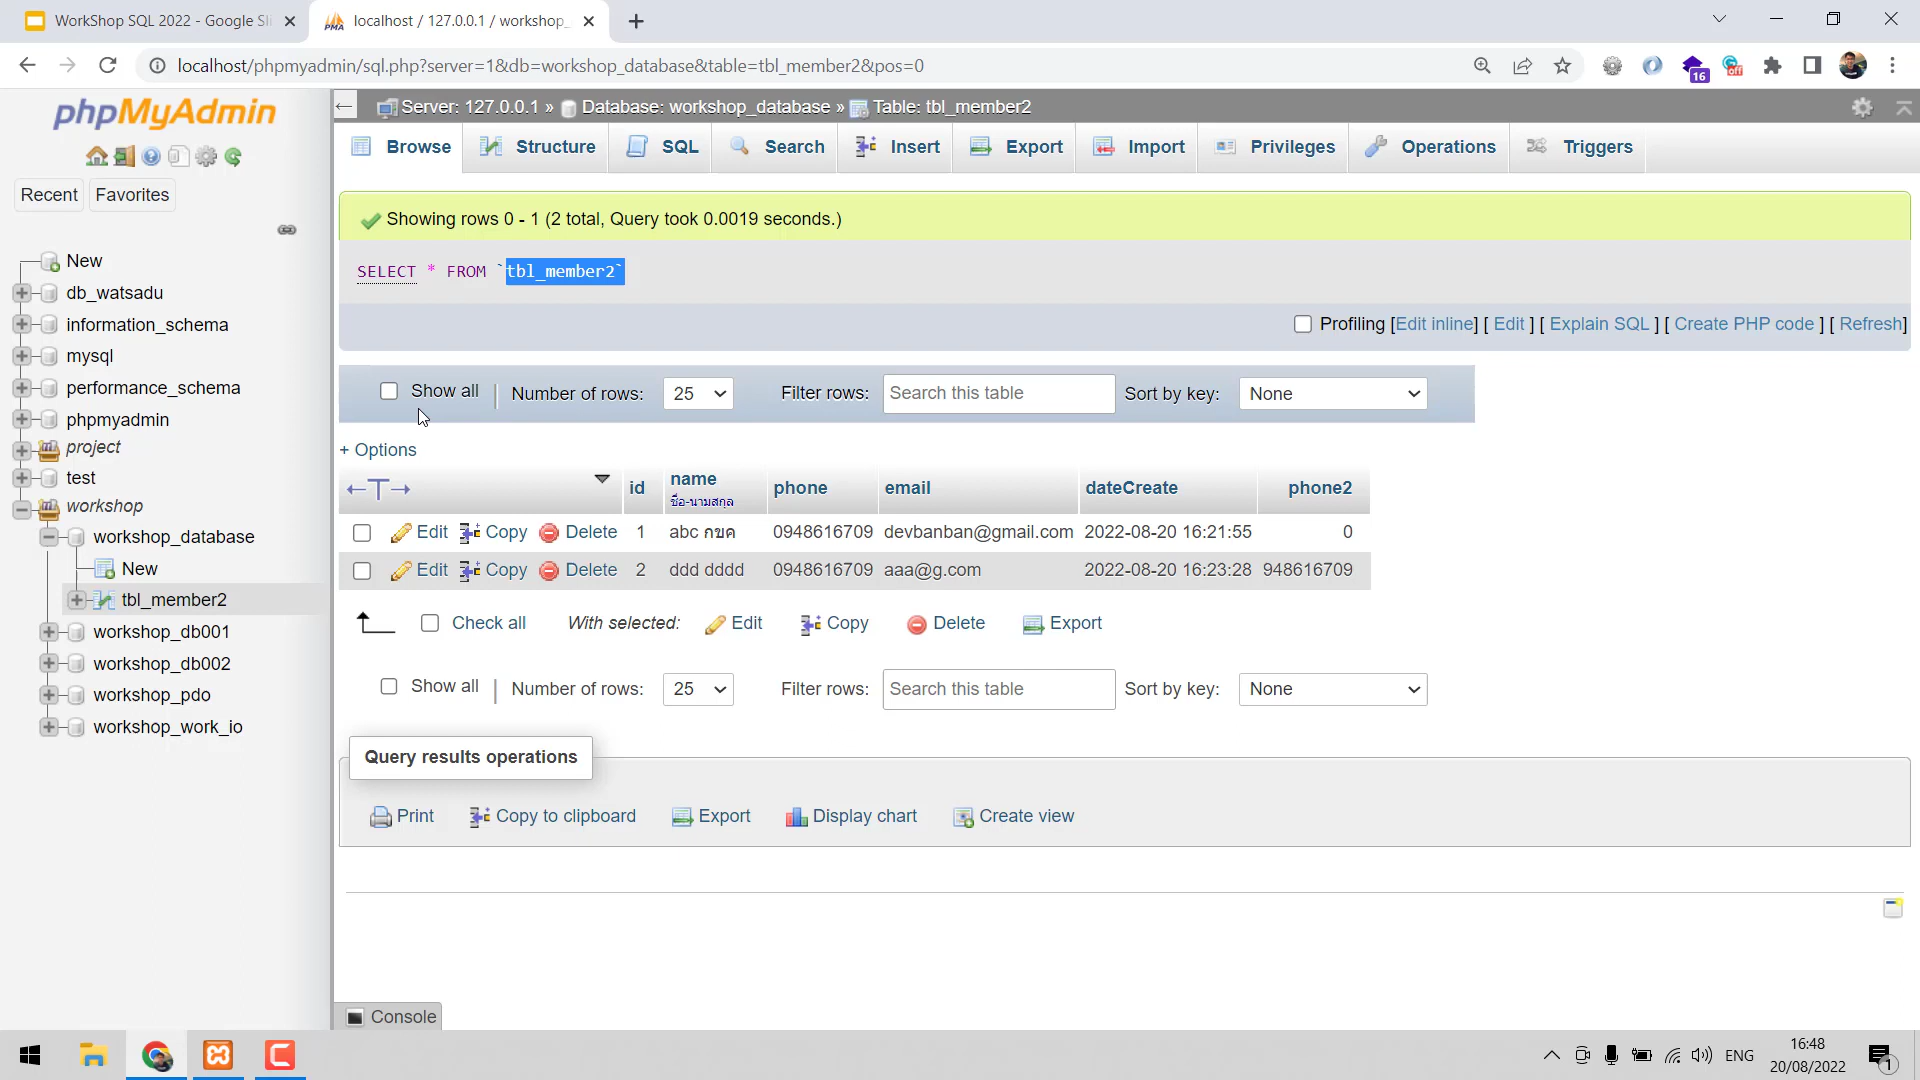 WorkShop SQL 2022 - Google Sli
localhost / 127.0.0.1 / workshop_
localhost/phpmyadmin/sql.php?server=1&db=workshop_database&table=tbl_member2&pos=0
16
off
phpMyAdmin
Recent Favorites
New
db_watsadu
information_schema
mysql
performance_schema
phpmyadmin
project
test
workshop
workshop_database
New
tbl_member2
workshop_db001
workshop_db002
workshop_pdo
workshop_work_io
Server: 127.0.0.1 » Database: workshop_database » Table: tbl_member2
Browse Structure SQL Search Insert Export Import Privileges Operations Triggers
Showing rows 0 - 1 (2 total, Query took 0.0019 seconds.)
SELECT * FROM `tbl_member2`
Profiling [Edit inline] [ Edit ] [ Explain SQL ] [ Create PHP code ] [ Refresh]
Show all | Number of rows: 25 Filter rows: Search this table Sort by key: None
+ Options
←T→ id name phone email dateCreate phone2
ชื่อ-นามสกุล
Edit Copy Delete 1 abc กขค 0948616709 devbanban@gmail.com 2022-08-20 16:21:55 0
Edit Copy Delete 2 ddd dddd 0948616709 aaa@g.com 2022-08-20 16:23:28 948616709
Check all With selected: Edit Copy Delete Export
Show all | Number of rows: 25 Filter rows: Search this table Sort by key: None
Query results operations
Print Copy to clipboard Export Display chart Create view
Console
ENG
16:48
20/08/2022
1